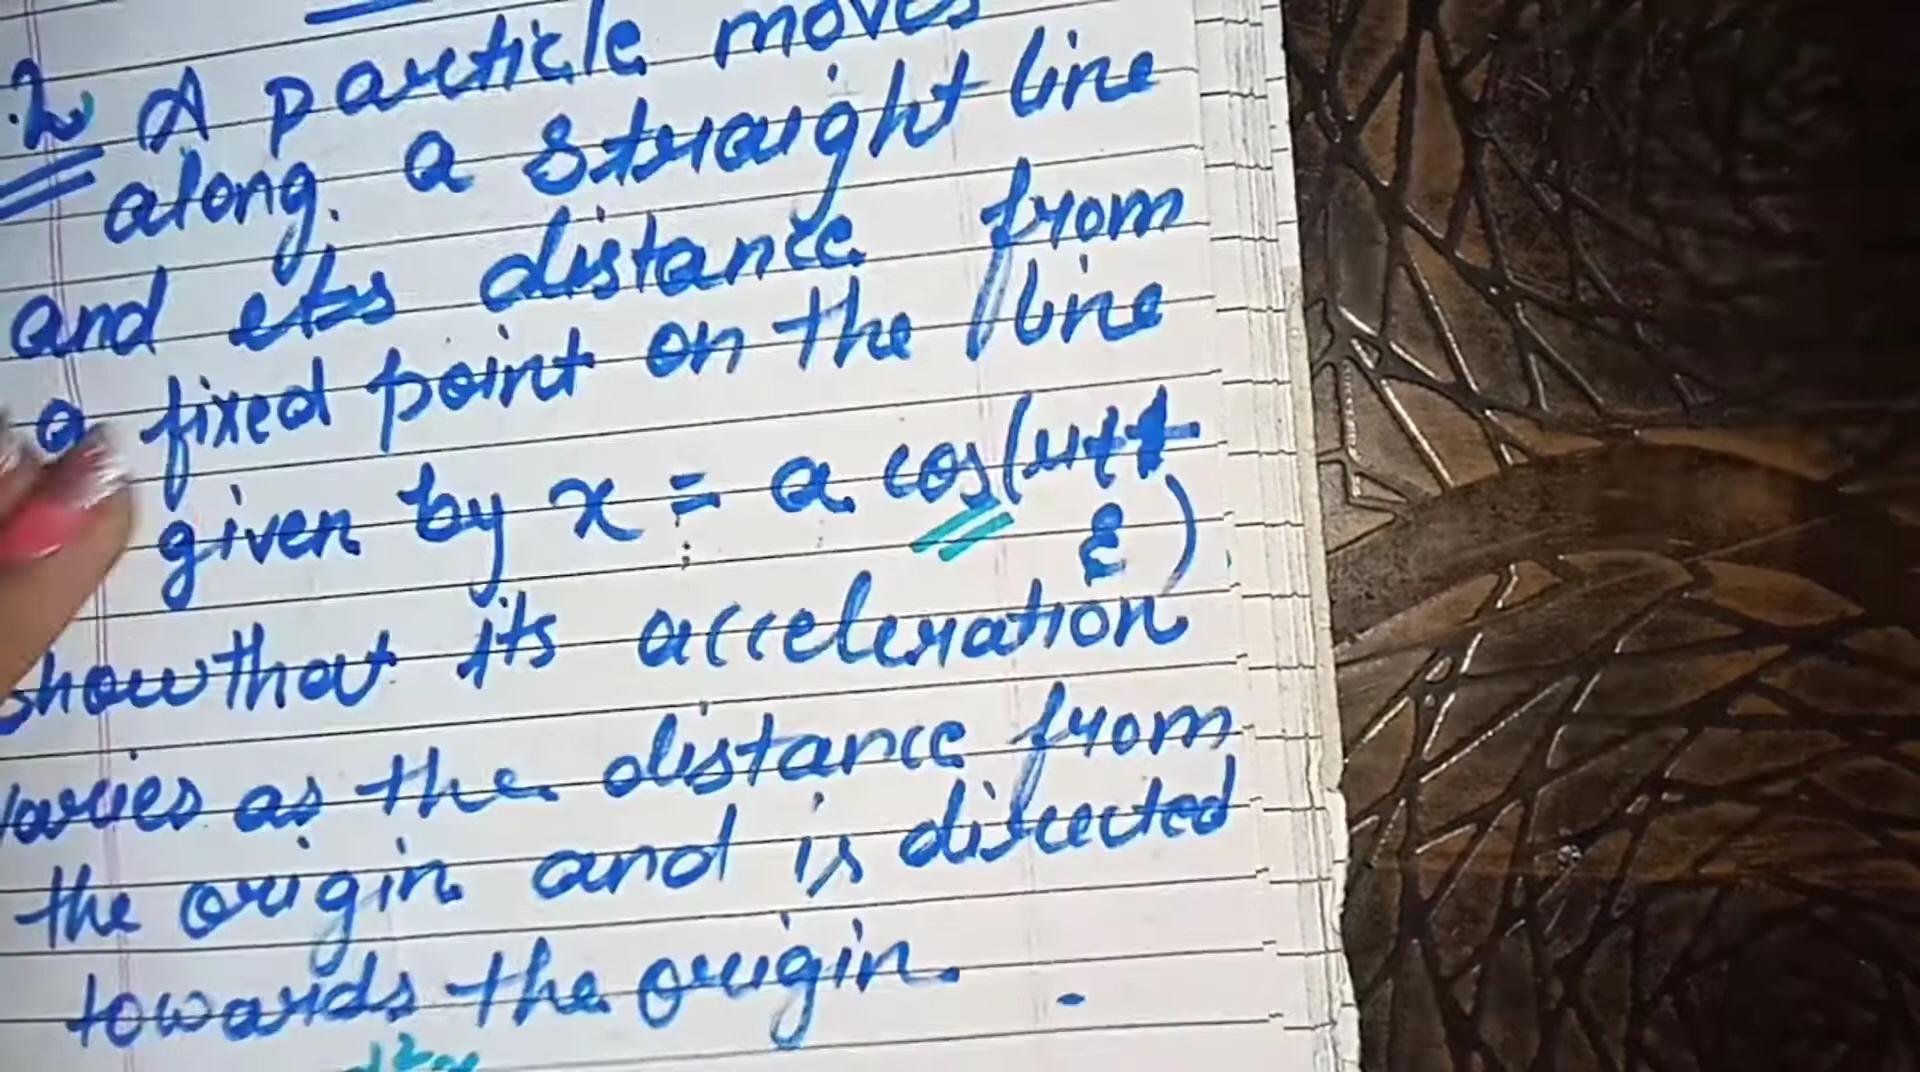 2 A particle moves
along. a straight line
and its distance from
a fixed point on the line
given by x = a cos(μt+
ε)
show that its acceleration
varies as the distance from
the origin and is directed
towards the origin.